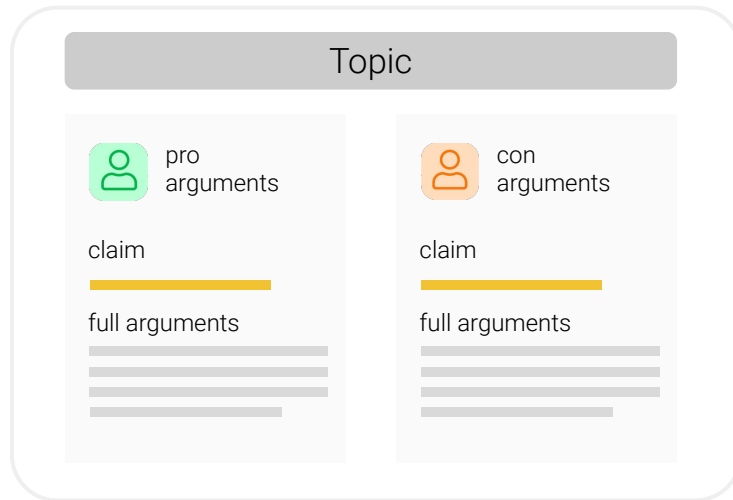 Topic
pro
arguments
claim
full arguments
con
arguments
claim
full arguments